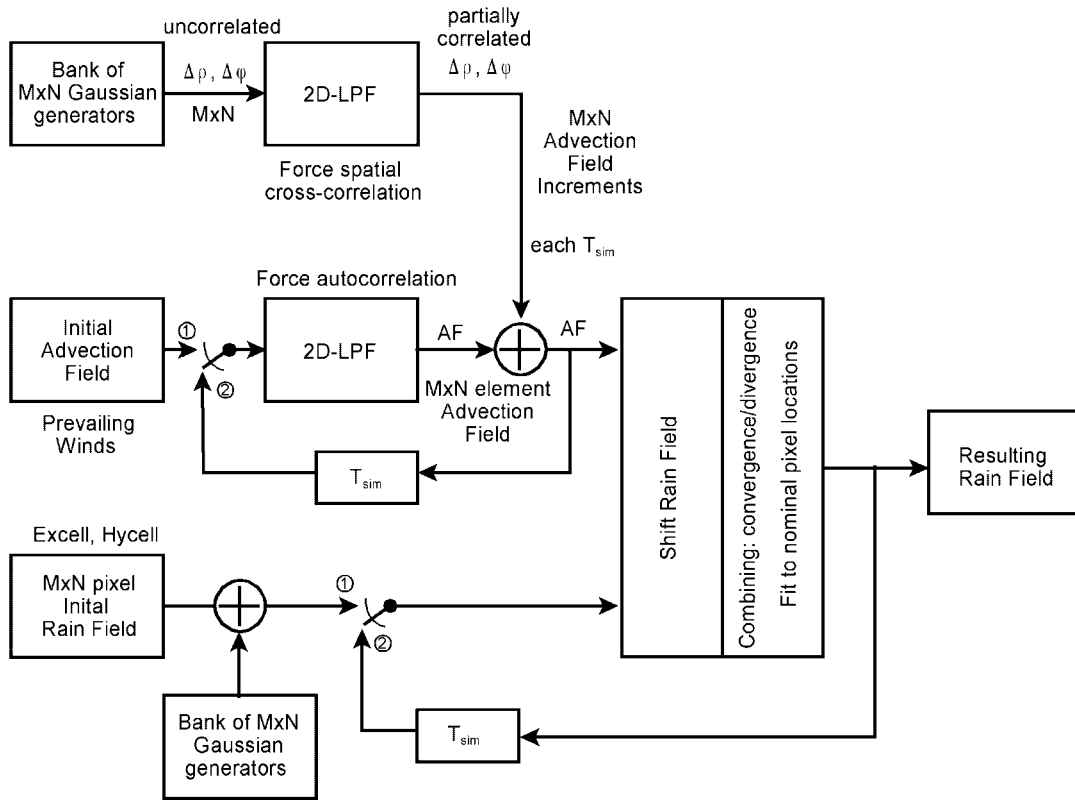 uncorrelated
partially
correlated
Δρ, Δφ
Δρ, Δφ
Bank of
MxN Gaussian
generators
MxN
2D-LPF
MxN
Advection
Field
Increments
Force spatial
cross-correlation
each Tsim
Force autocorrelation
Initial
Advection
Field
①
②
2D-LPF
AF
AF
MxN element
Advection
Field
Prevailing
Winds
Tsim
Shift Rain Field
Combining: convergence/divergence
Fit to nominal pixel locations
Resulting
Rain Field
Excell, Hycell
MxN pixel
Inital
Rain Field
①
②
Bank of MxN
Gaussian
generators
Tsim